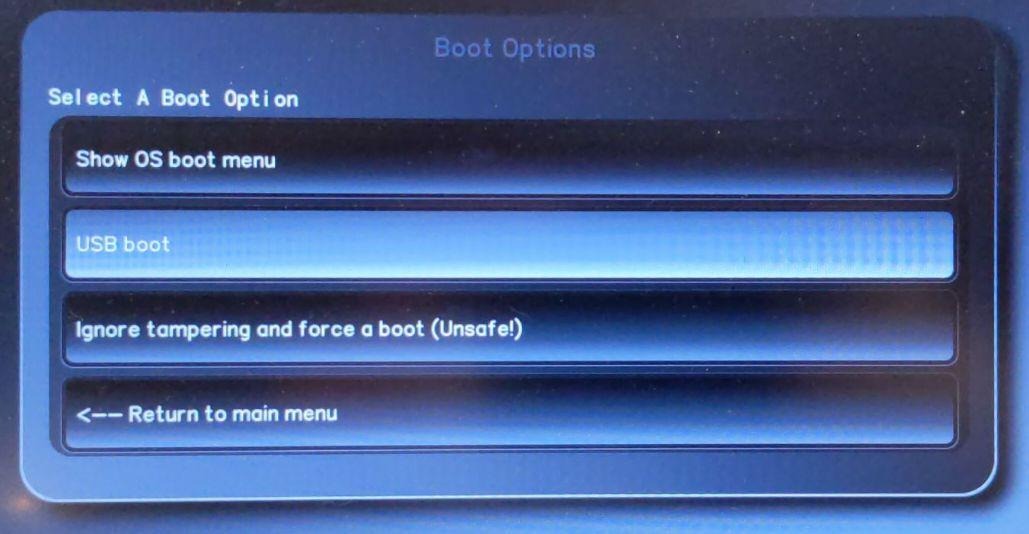 Boot Options
Select A Boot Option
Show OS boot menu
USB boot
Ignore tampering and force a boot (Unsafe!)
<-- Return to main menu